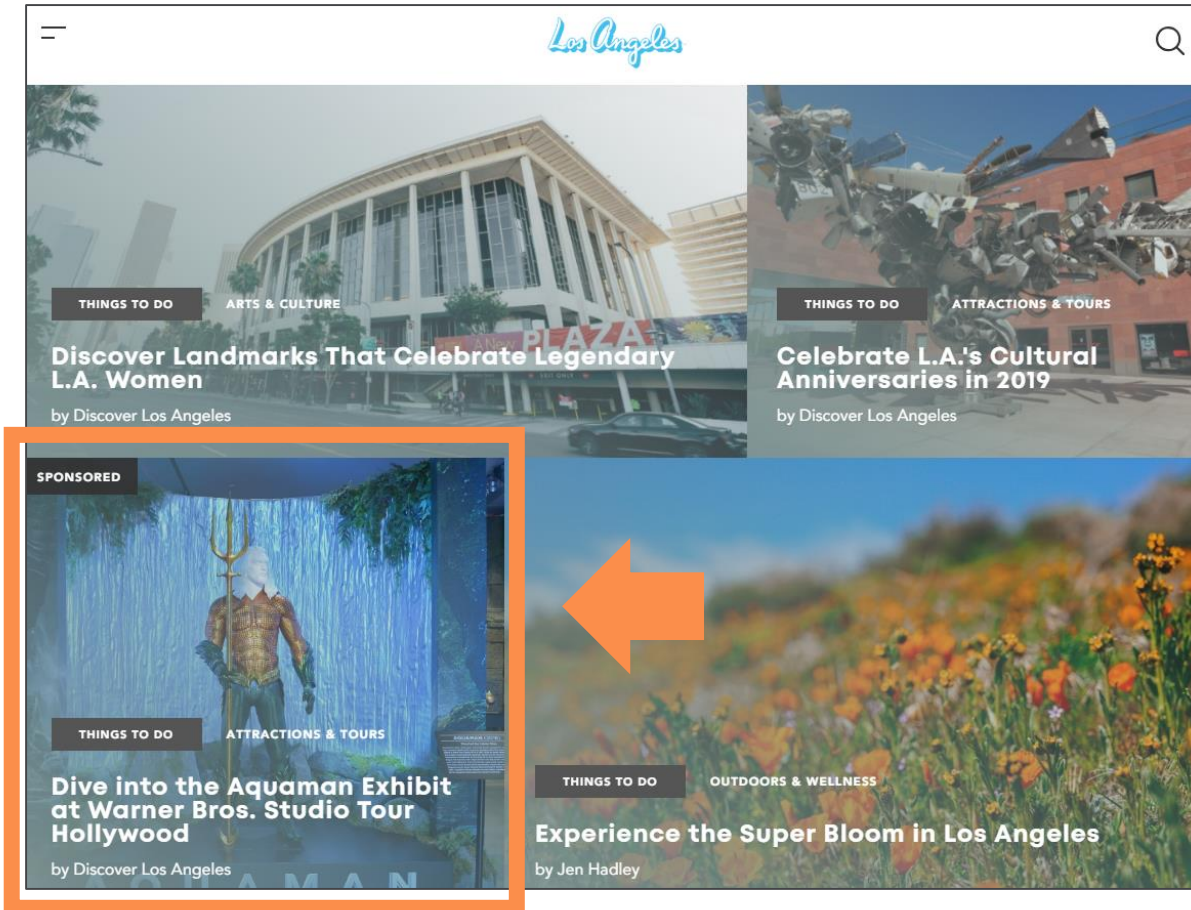 Los Angeles
THINGS TO DO
ARTS & CULTURE
A New PLAZA
Discover Landmarks That Celebrate Legendary
L.A. Women
by Discover Los Angeles
THINGS TO DO
ATTRACTIONS & TOURS
Celebrate L.A.'s Cultural
Anniversaries in 2019
by Discover Los Angeles
SPONSORED
THINGS TO DO
ATTRACTIONS & TOURS
Dive into the Aquaman Exhibit
at Warner Bros. Studio Tour
Hollywood
by Discover Los Angeles
AQUAMAN
THINGS TO DO
OUTDOORS & WELLNESS
Experience the Super Bloom in Los Angeles
by Jen Hadley